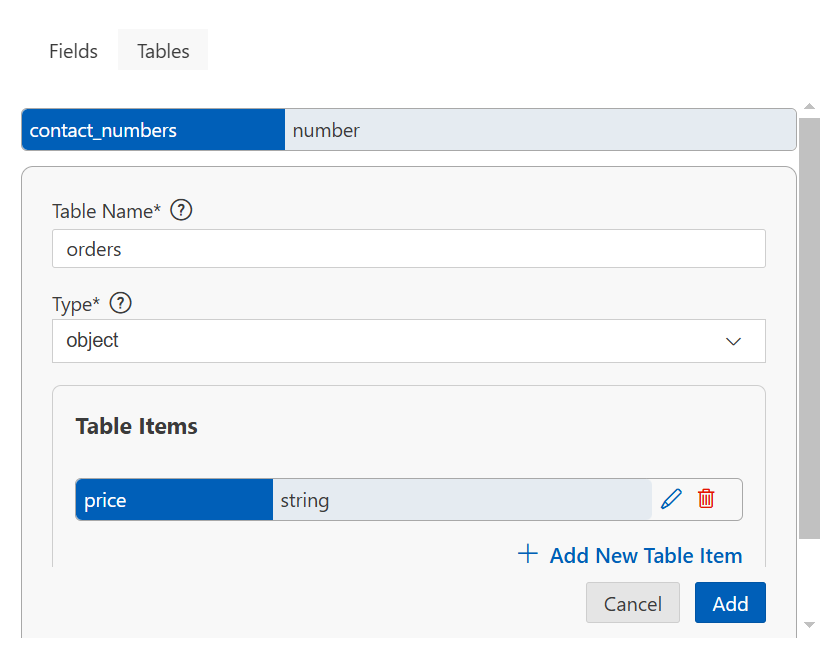 Fields Tables
contact_numbers number
Table Name* ?
orders
Type* ?
object
Table Items
price string
+ Add New Table Item
Cancel Add